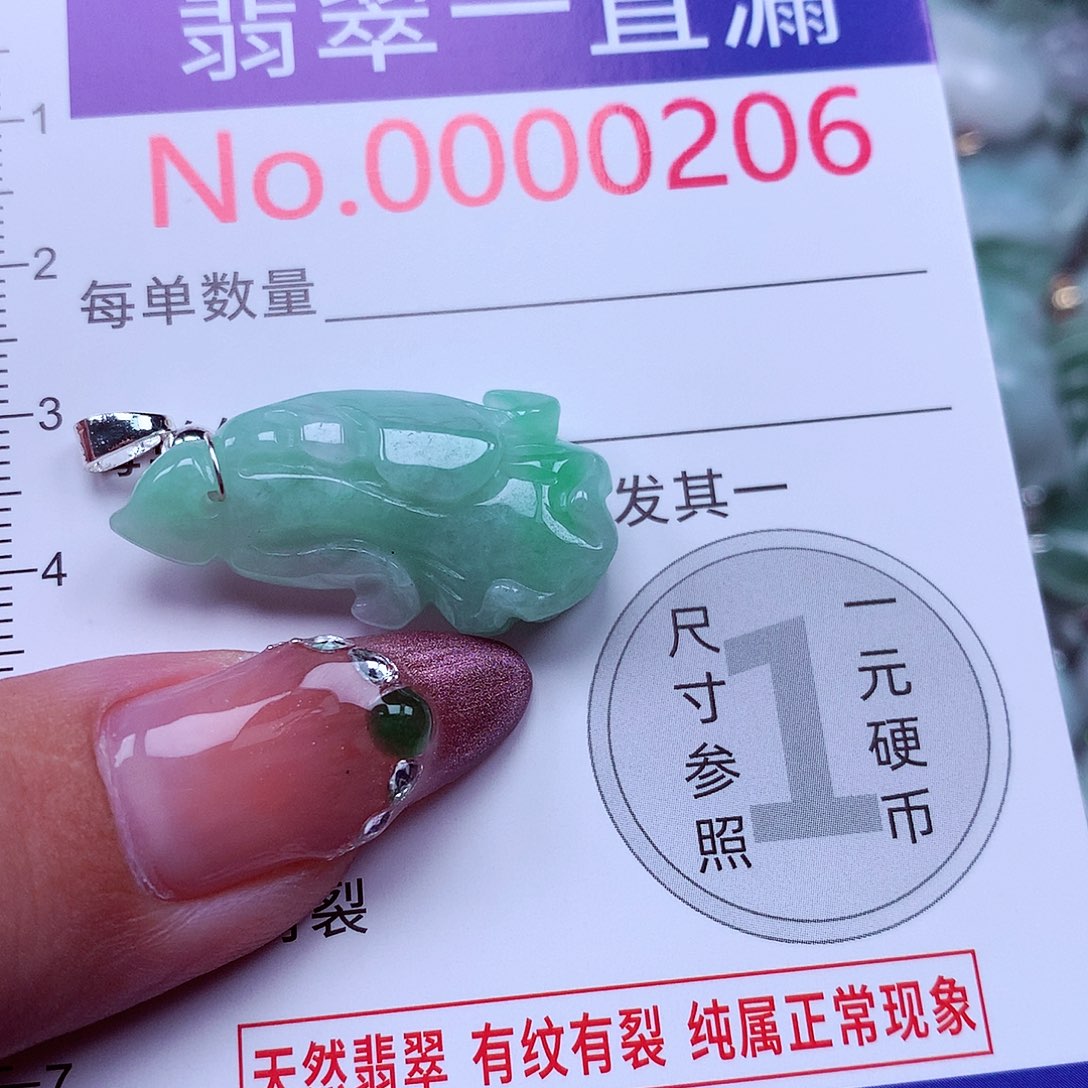 翡翠一直漏
No.0000206
1
2
每单数量
3
发其一
4
尺寸参照
1
一元硬币
裂
天然翡翠 有纹有裂 纯属正常现象
7